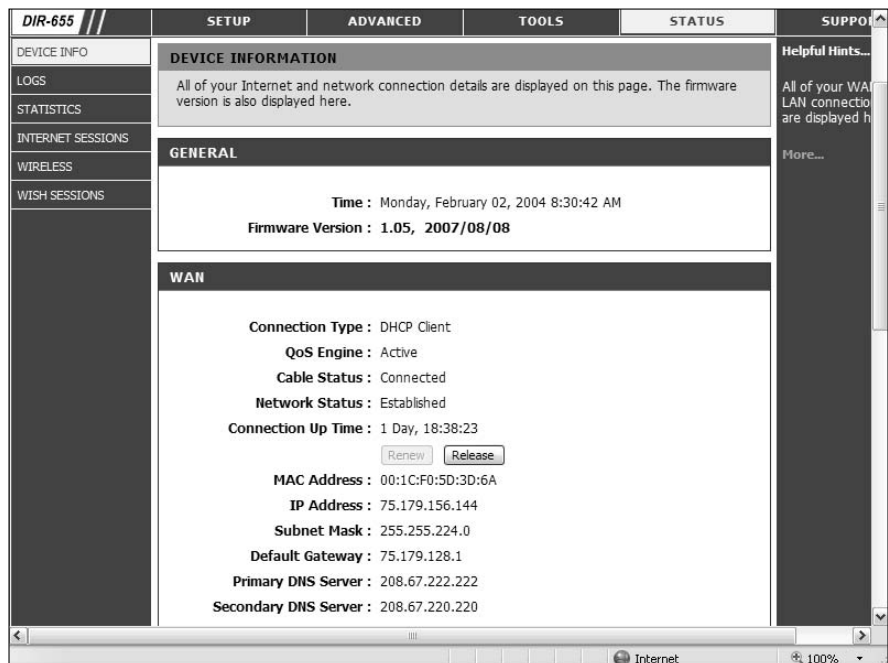 DIR-655 SETUP ADVANCED TOOLS STATUS
DEVICE INFO
LOGS
STATISTICS
INTERNET SESSIONS
WIRELESS
WISH SESSIONS
DEVICE INFORMATION
All of your Internet and network connection details are displayed on this page. The firmware
version is also displayed here.
GENERAL
Time : Monday, February 02, 2004 8:30:42 AM
Firmware Version : 1.05, 2007/08/08
WAN
Connection Type : DHCP Client
QoS Engine : Active
Cable Status : Connected
Network Status : Established
Connection Up Time : 1 Day, 18:38:23
Renew Release
MAC Address : 00:1C:F0:5D:3D:6A
IP Address : 75.179.156.144
Subnet Mask : 255.255.224.0
Default Gateway : 75.179.128.1
Primary DNS Server : 208.67.222.222
Secondary DNS Server : 208.67.220.220
Helpful Hints...
All of your
LAN
are displayed
More...
Internet 100%